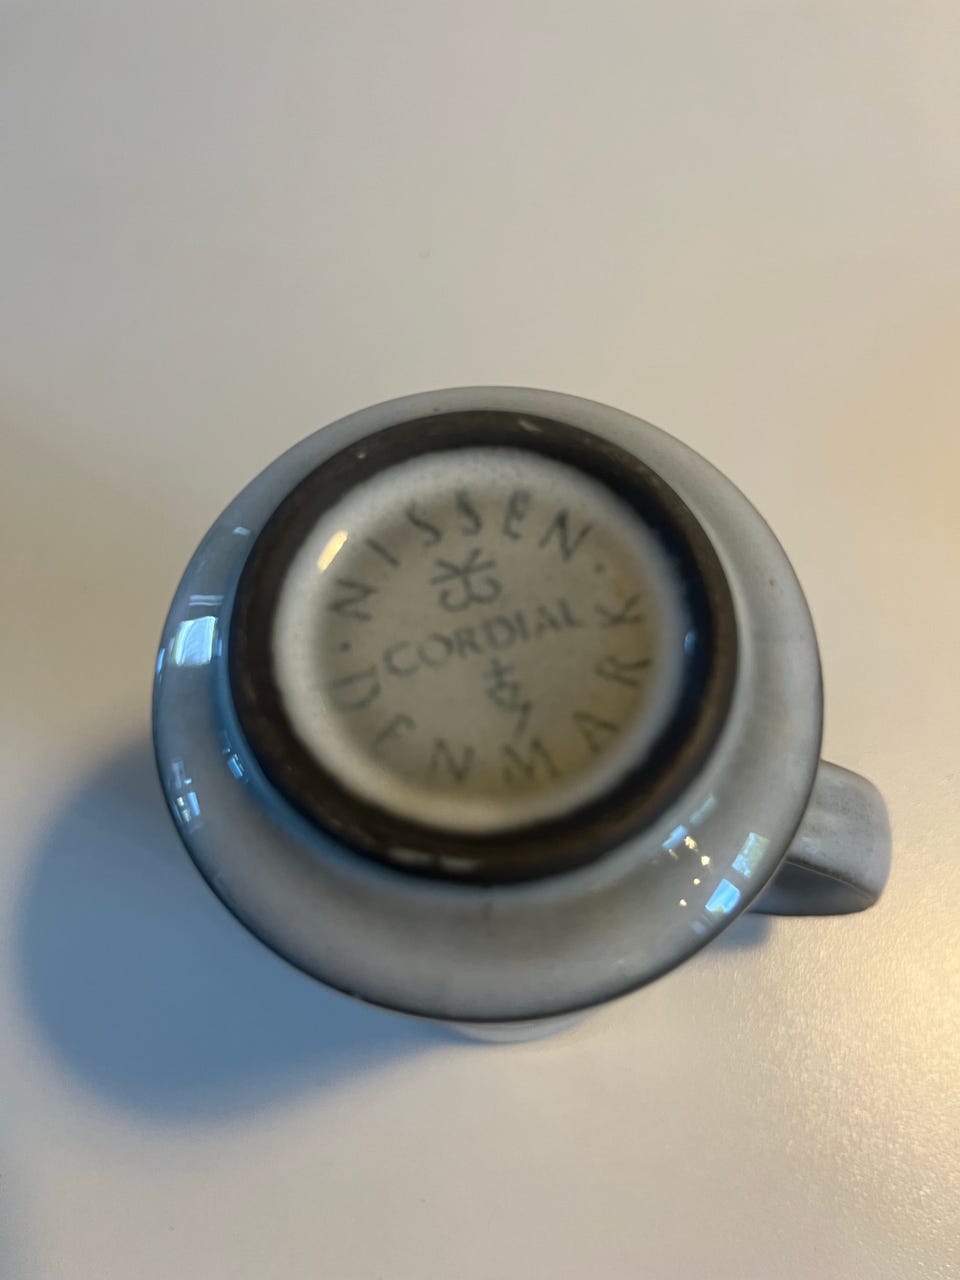 · NISSEN ·
CORDIAL
DENMARK